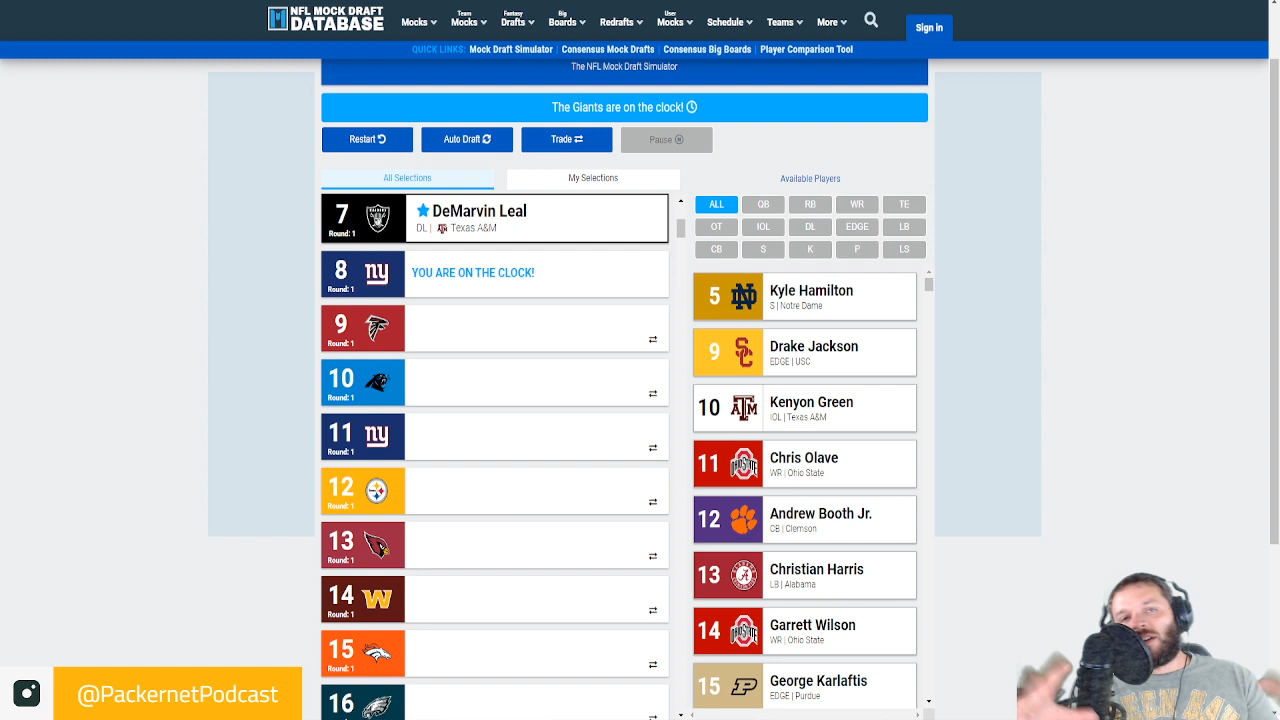 NFL MOCK DRAFT
DATABASE
Mocks
Team
Mocks
Fantasy
Drafts
Big
Boards
Redrafts
User
Mocks
Schedule
Teams
More
Sign in
QUICK LINKS: Mock Draft Simulator Consensus Mock Drafts Consensus Big Boards Player Comparison Tool
The NFL Mock Draft Simulator
The Giants are on the clock!
Restart
Auto Draft
Trade
Pause
All Selections
My Selections
Available Players
ALL QB RB WR TE
OT IOL DL EDGE LB
CB S K P LS
7
Round: 1
DeMarvin Leal
DL | Texas A&M
8
Round: 1
ny
YOU ARE ON THE CLOCK!
9
Round: 1
10
Round: 1
11
Round: 1
ny
12
Round: 1
13
Round: 1
14
Round: 1
W
15
Round: 1
16
5
Kyle Hamilton
S | Notre Dame
9
SC
Drake Jackson
EDGE | USC
10
ATM
Kenyon Green
IOL | Texas A&M
11
Chris Olave
WR | Ohio State
12
Andrew Booth Jr.
CB | Clemson
13
Christian Harris
LB | Alabama
14
Garrett Wilson
WR | Ohio State
15
P
George Karlaftis
EDGE | Purdue
@PackernetPodcast